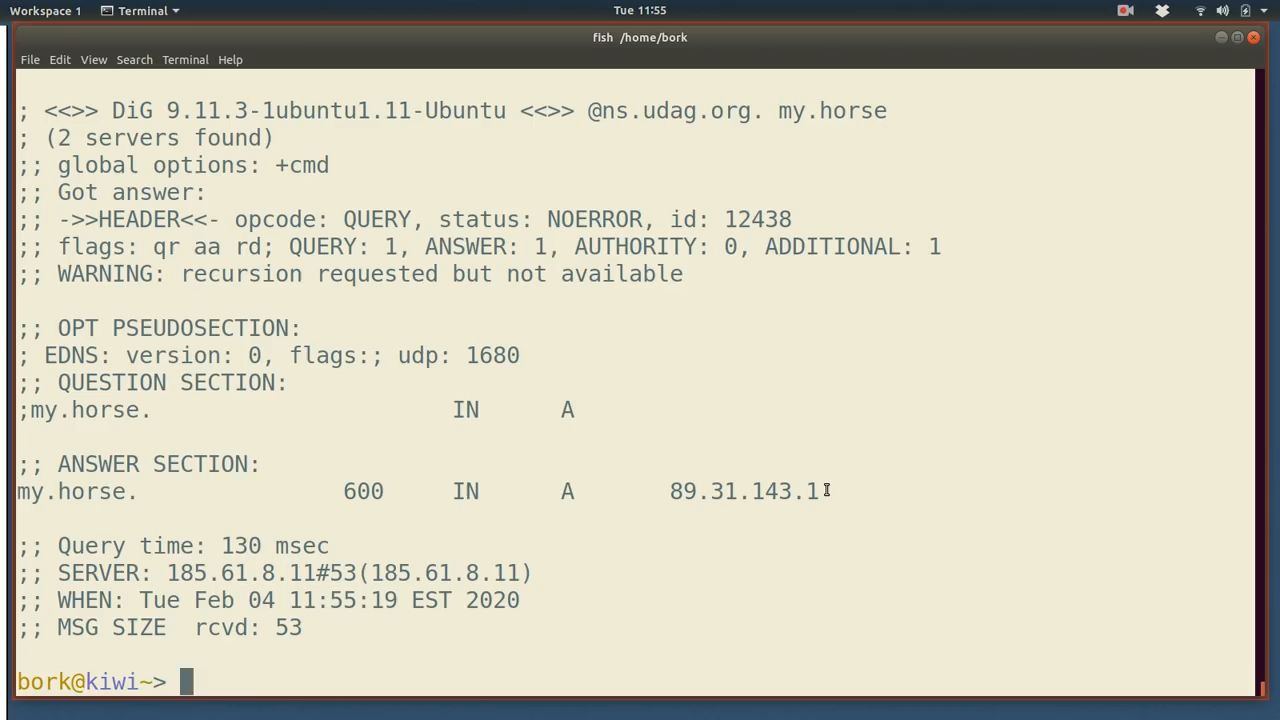 Workspace 1 Terminal Tue 11:55
fish /home/bork
File Edit View Search Terminal Help
; <<>> DiG 9.11.3-1ubuntu1.11-Ubuntu <<>> @ns.udag.org. my.horse
; (2 servers found)
;; global options: +cmd
;; Got answer:
;; ->>HEADER<<- opcode: QUERY, status: NOERROR, id: 12438
;; flags: qr aa rd; QUERY: 1, ANSWER: 1, AUTHORITY: 0, ADDITIONAL: 1
;; WARNING: recursion requested but not available
;; OPT PSEUDOSECTION:
; EDNS: version: 0, flags:; udp: 1680
;; QUESTION SECTION:
;my.horse. IN A
;; ANSWER SECTION:
my.horse. 600 IN A 89.31.143.1
;; Query time: 130 msec
;; SERVER: 185.61.8.11#53(185.61.8.11)
;; WHEN: Tue Feb 04 11:55:19 EST 2020
;; MSG SIZE rcvd: 53
bork@kiwi~>